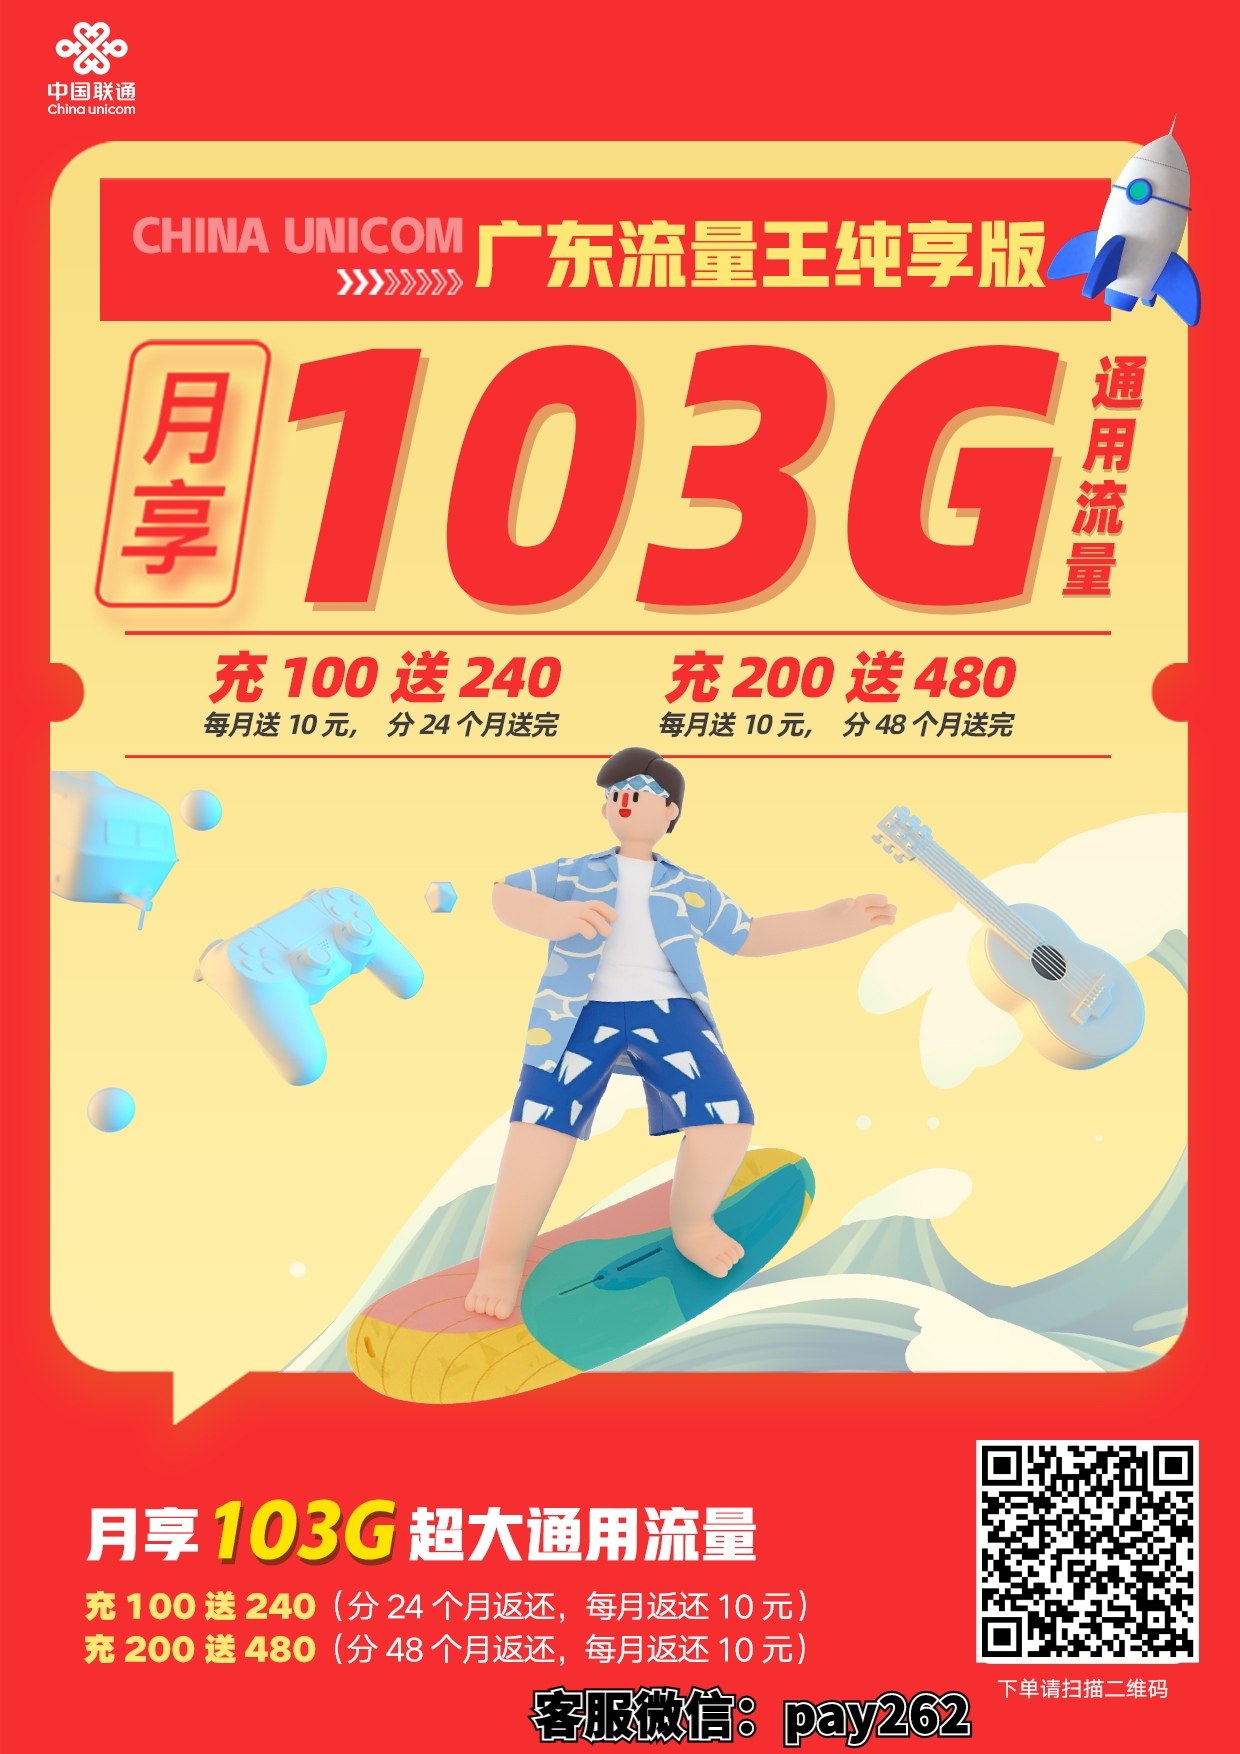 中国联通
China unicom
CHINA UNICOM 广东流量王纯享版
月享
103G
通用流量
充 100 送 240
每月送 10 元， 分 24 个月送完
充 200 送 480
每月送 10 元， 分 48 个月送完
月享 103G 超大通用流量
充 100 送 240（分 24 个月返还，每月返还 10 元）
充 200 送 480（分 48 个月返还，每月返还 10 元）
下单请扫描二维码
客服微信：pay262